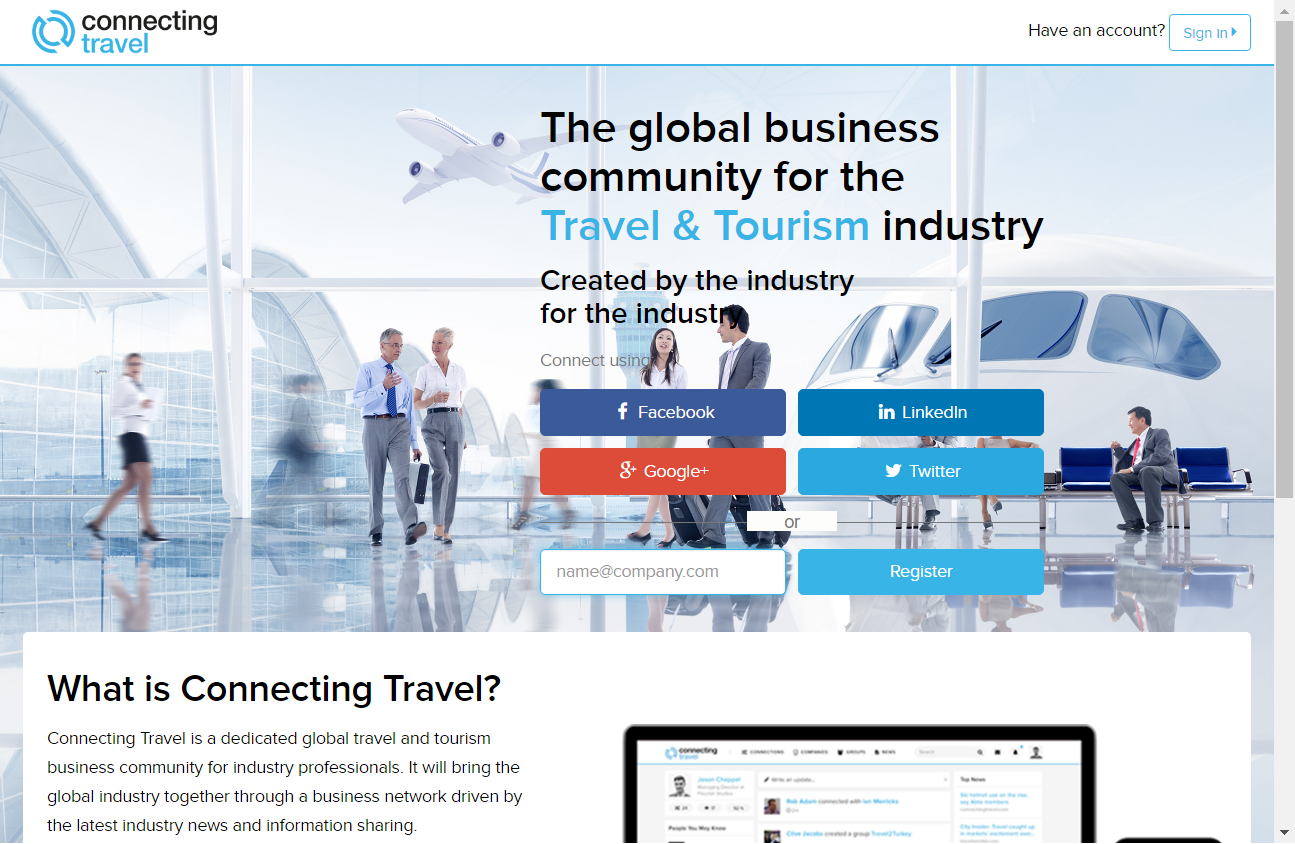 connecting
travel
Have an account? Sign in
The global business
community for the
Travel & Tourism industry
Created by the industry
for the industry
Connect using
Facebook
LinkedIn
Google+
Twitter
or
name@company.com
Register
What is Connecting Travel?
Connecting Travel is a dedicated global travel and tourism
business community for industry professionals. It will bring the
global industry together through a business network driven by
the latest industry news and information sharing.
connecting
travel
CONNECTIONS
COMPANIES
GROUPS
NEWS
Search
Jason Chappel
Managing Director at
Write an update...
Top News
Rob Adam connected with Ian Merricks
People You May Know
Clive Jacobs created a group Travel2Turkey